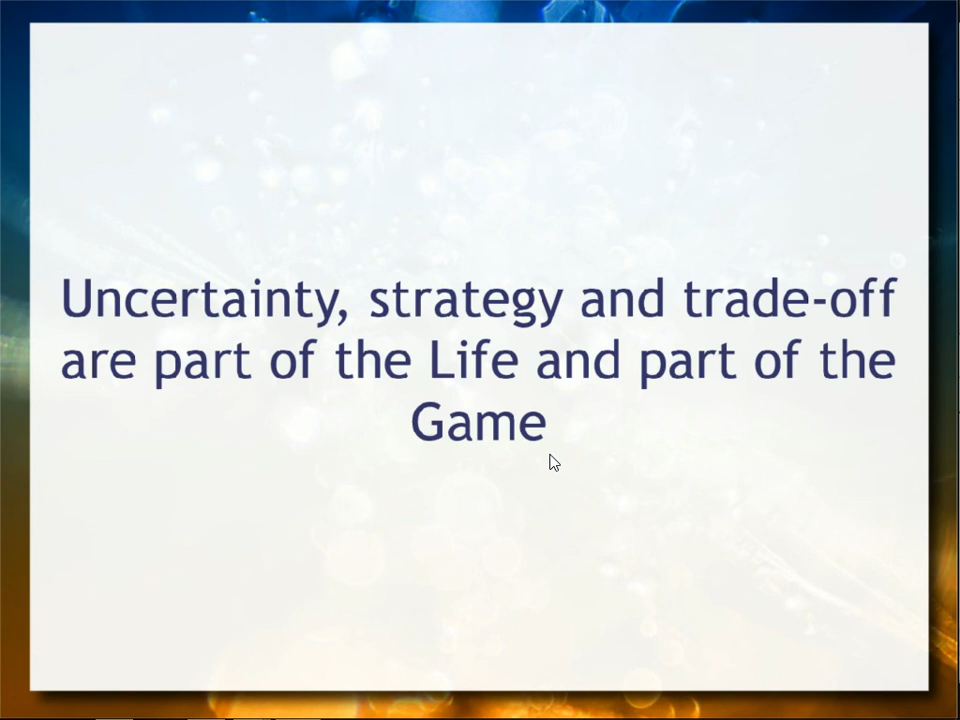 Uncertainty, strategy and trade-off
are part of the Life and part of the
Game